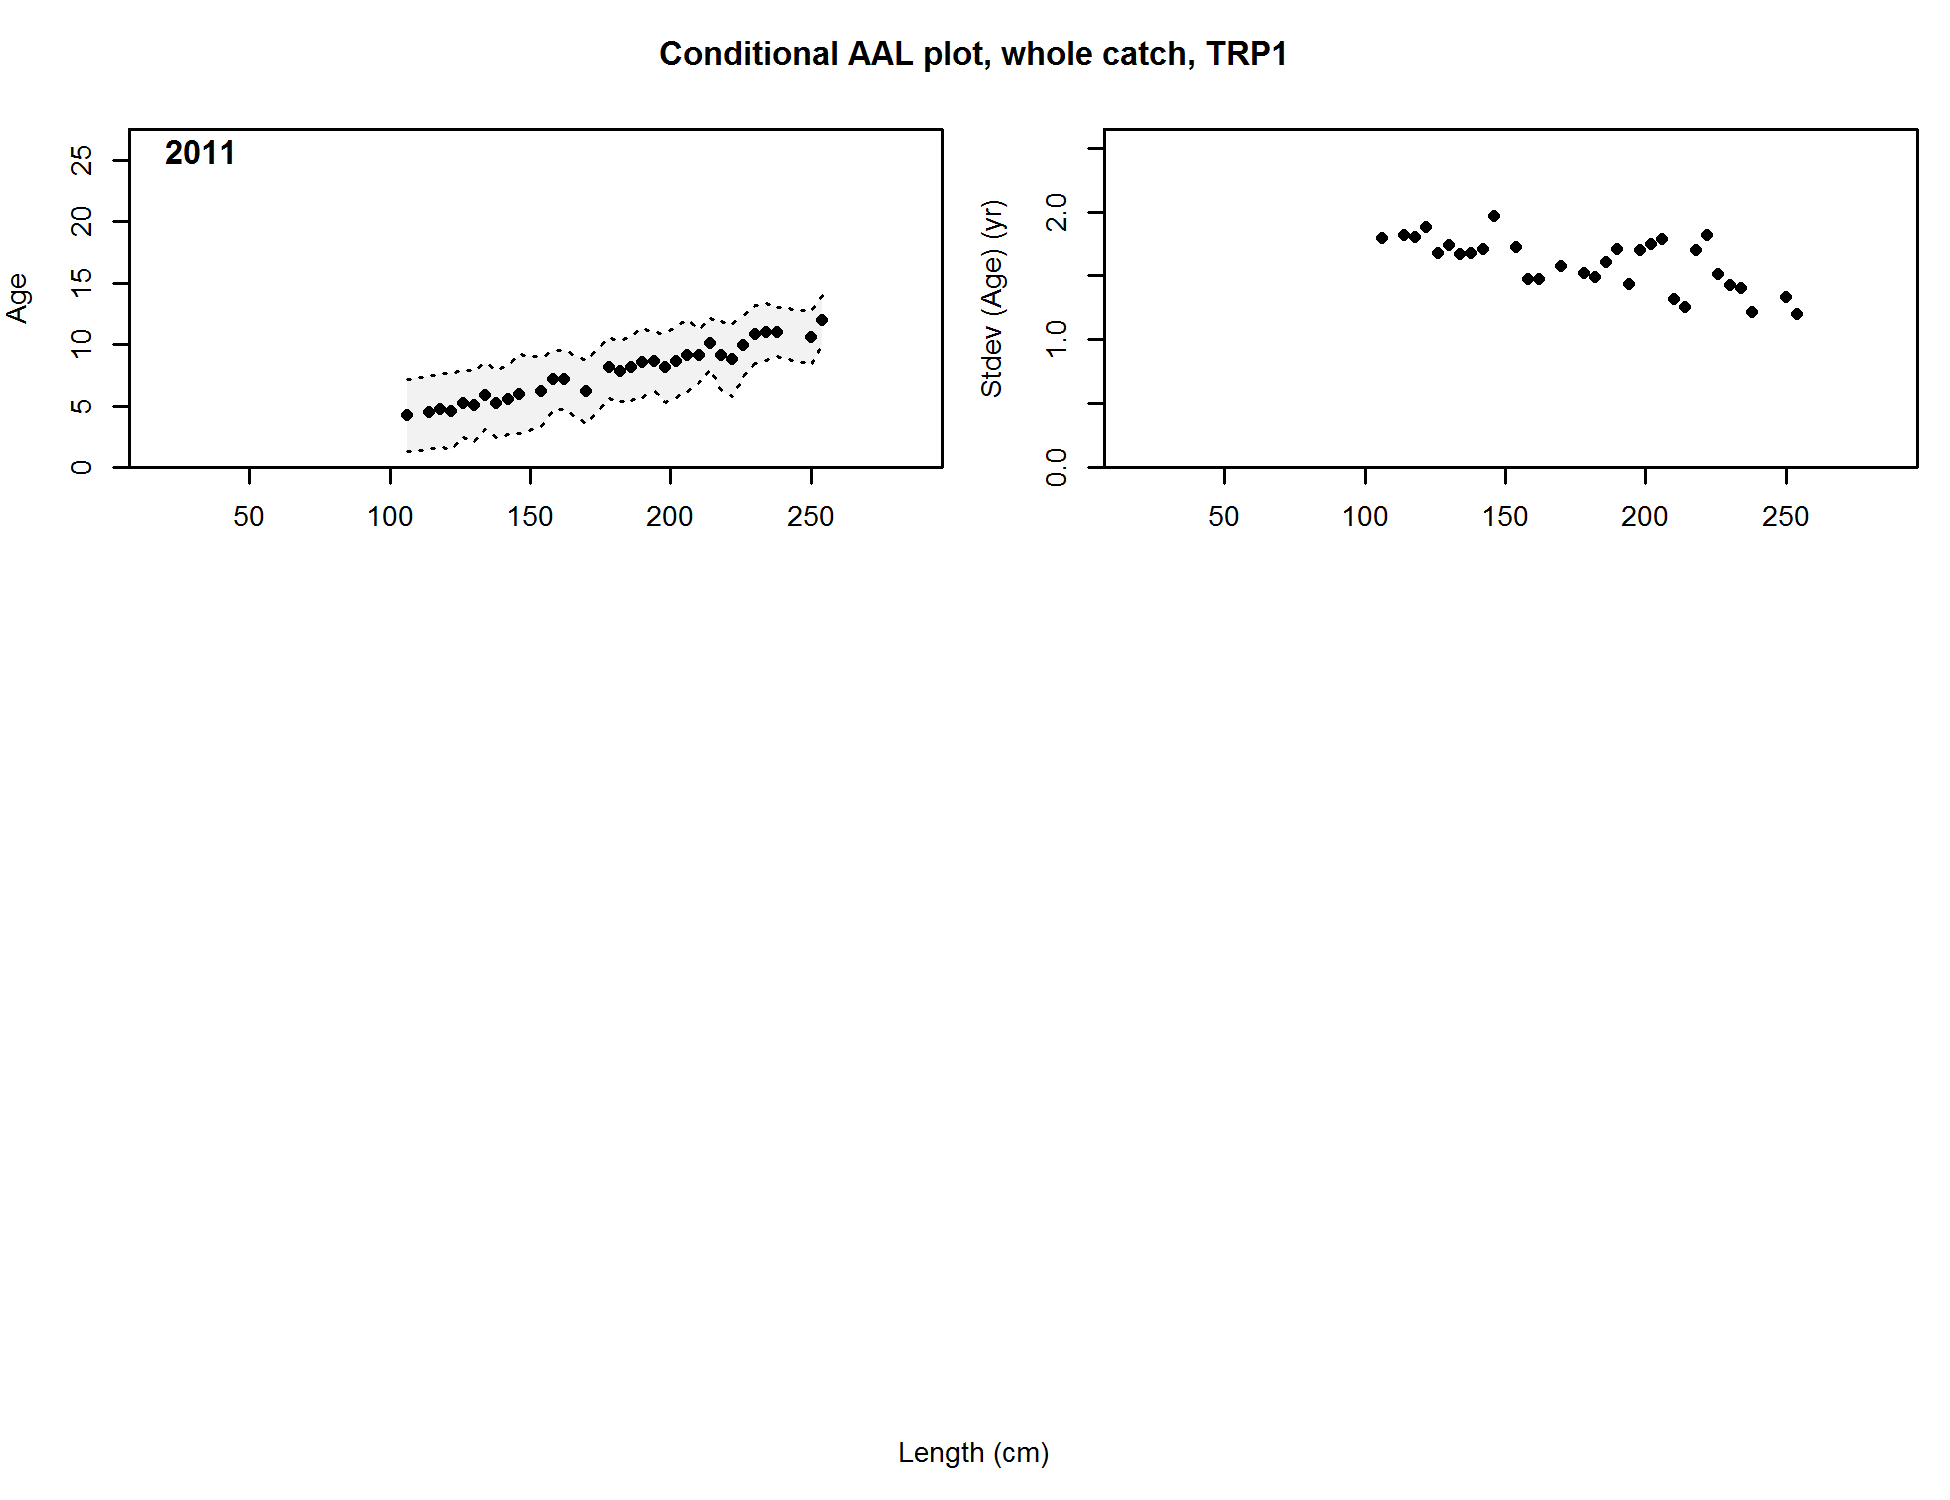 Conditional AAL plot, whole catch, TRP1
2011
Age
0 5 10 15 20 25
50 100 150 200 250
Stdev (Age) (yr)
0.0 1.0 2.0
50 100 150 200 250
Length (cm)